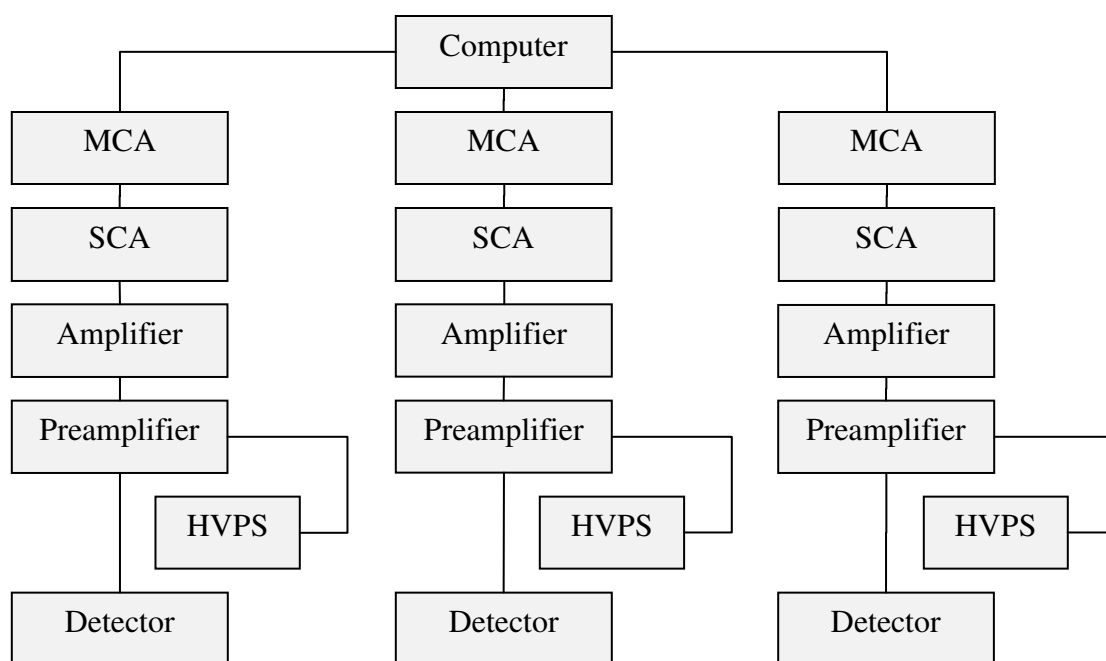 Computer
MCA
MCA
MCA
SCA
SCA
SCA
Amplifier
Amplifier
Amplifier
Preamplifier
Preamplifier
Preamplifier
HVPS
HVPS
HVPS
Detector
Detector
Detector